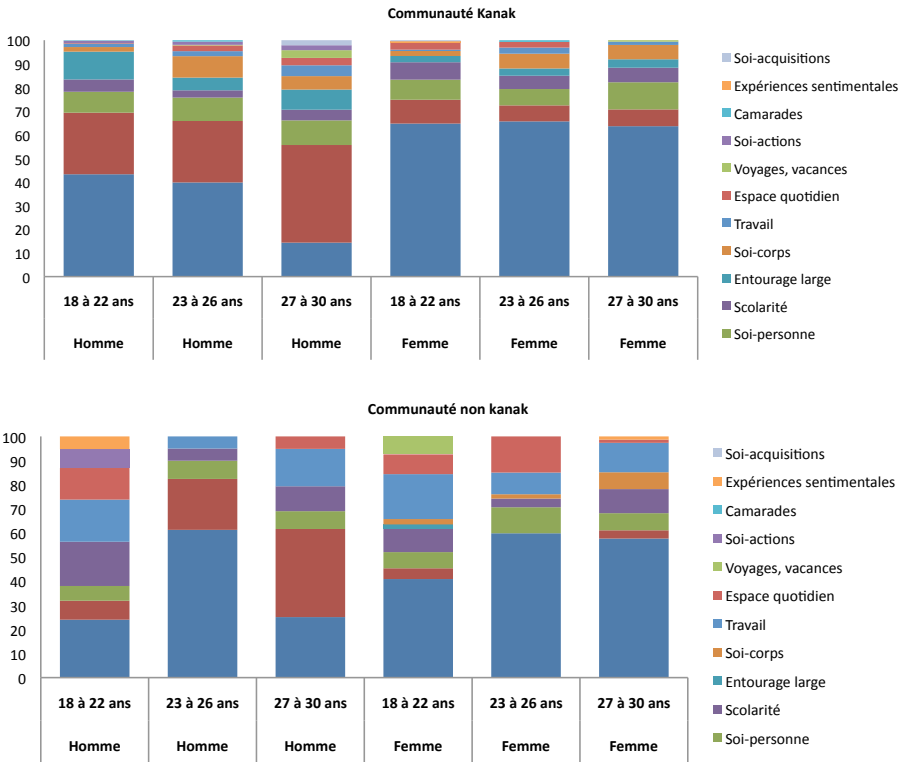 Communauté Kanak
100
90
80
70
60
50
40
30
20
10
0
18 à 22 ans
23 à 26 ans
27 à 30 ans
18 à 22 ans
23 à 26 ans
27 à 30 ans
Homme
Homme
Homme
Femme
Femme
Femme
Soi-acquisitions
Expériences sentimentales
Camarades
Soi-actions
Voyages, vacances
Espace quotidien
Travail
Soi-corps
Entourage large
Scolarité
Soi-personne
Communauté non kanak
100
90
80
70
60
50
40
30
20
10
0
18 à 22 ans
23 à 26 ans
27 à 30 ans
18 à 22 ans
23 à 26 ans
27 à 30 ans
Homme
Homme
Homme
Femme
Femme
Femme
Soi-acquisitions
Expériences sentimentales
Camarades
Soi-actions
Voyages, vacances
Espace quotidien
Travail
Soi-corps
Entourage large
Scolarité
Soi-personne